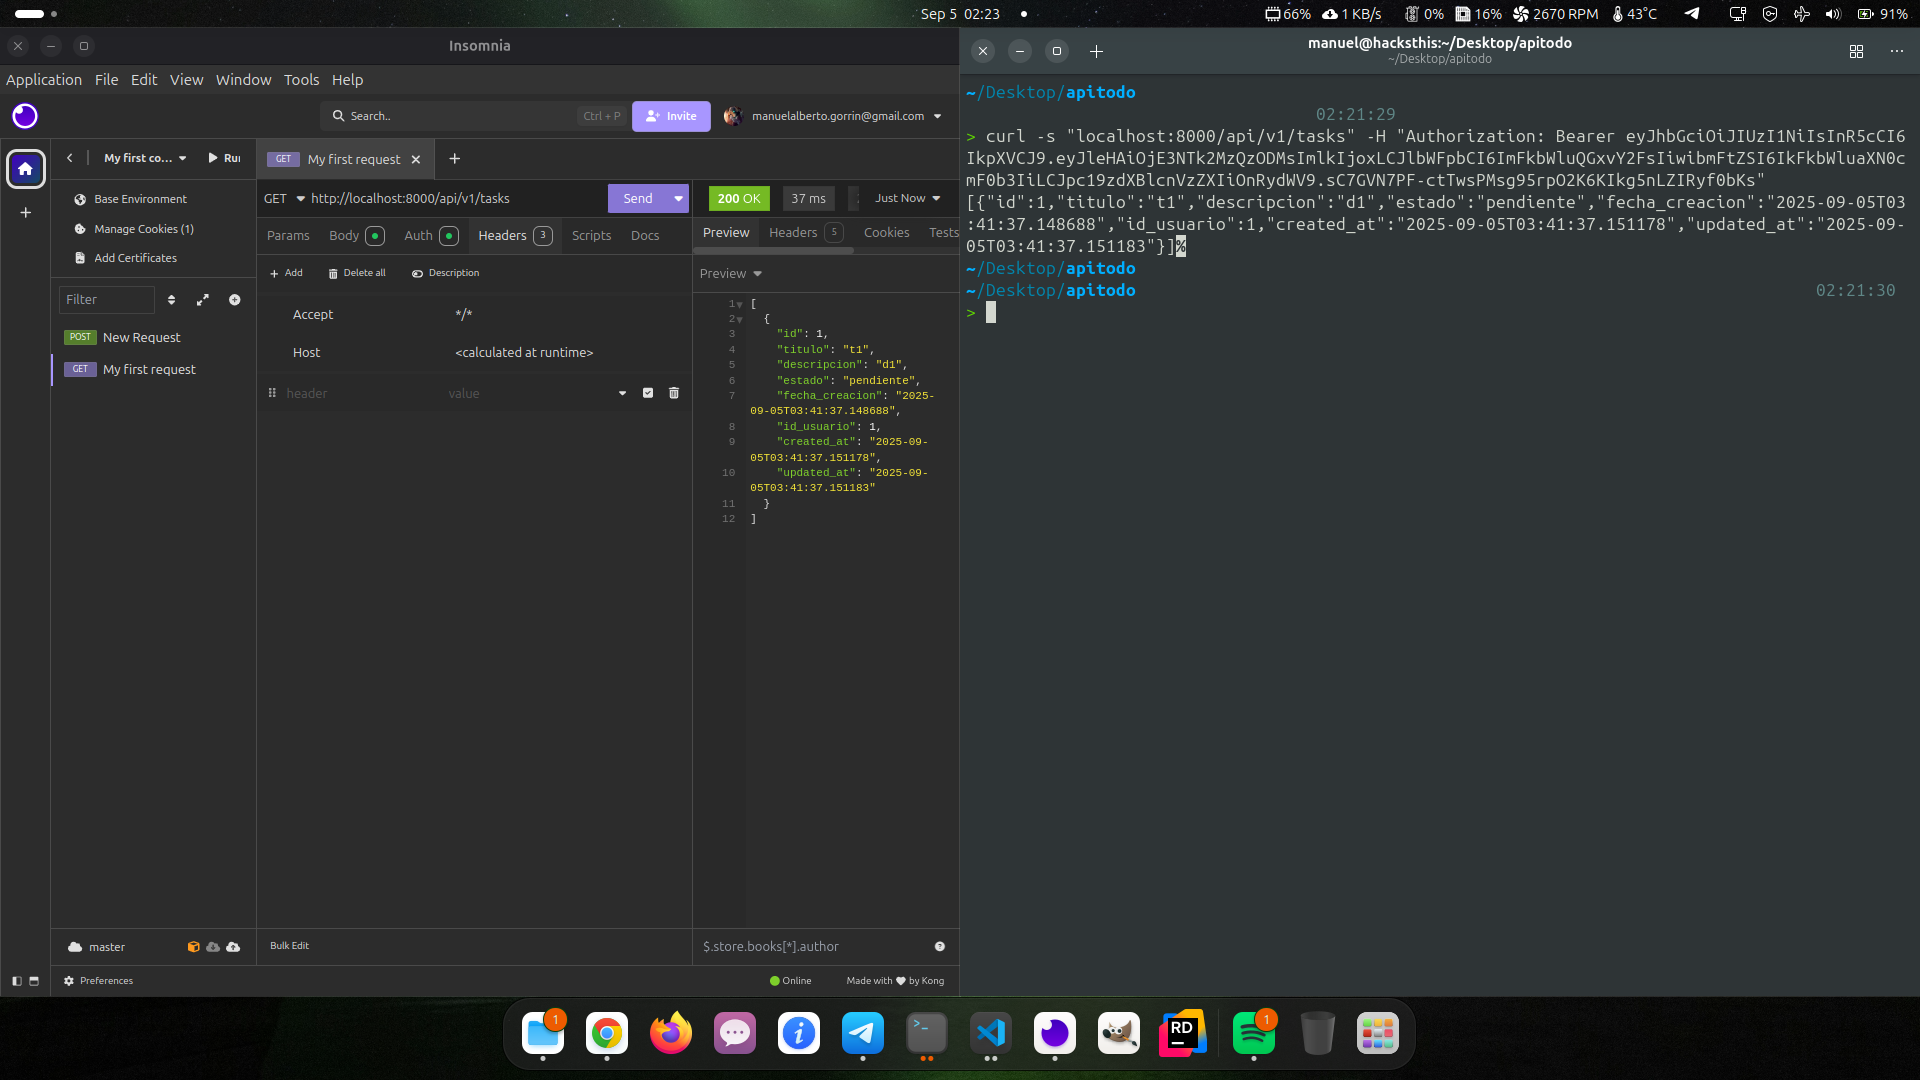 Sep 5 02:23
66% 1 KB/s 0% 16% 2670 RPM 43°C 91%
Insomnia
Application File Edit View Window Tools Help
Search.. Ctrl + P Invite manuelalberto.gorrin@gmail.com
My first co... Rui
GET My first request
Base Environment
Manage Cookies (1)
Add Certificates
Filter
POST New Request
GET My first request
GET http://localhost:8000/api/v1/tasks Send
Params Body Auth Headers 3 Scripts Docs
Add Delete all Description
Accept */*
Host <calculated at runtime>
header value
200 OK 37 ms Just Now
Preview Headers 5 Cookies Tests
Preview
1 [
2 {
3 "id": 1,
4 "titulo": "t1",
5 "descripcion": "d1",
6 "estado": "pendiente",
7 "fecha_creacion": "2025-
09-05T03:41:37.148688",
8 "id_usuario": 1,
9 "created_at": "2025-09-
05T03:41:37.151178",
10 "updated_at": "2025-09-
05T03:41:37.151183"
11 }
12 ]
master
Bulk Edit
$.store.books[*].author
Preferences
Online Made with by Kong
manuel@hacksthis:~/Desktop/apitodo
~/Desktop/apitodo
~/Desktop/apitodo
02:21:29
> curl -s "localhost:8000/api/v1/tasks" -H "Authorization: Bearer eyJhbGciOiJIUzI1NiIsInR5cCI6
IkpXVCJ9.eyJleHAiOjE3NTk2MzQzODMsImlkIjoxLCJlbWFpbCI6ImFkbWluQGxvY2FsIiwibmFtZSI6IkFkbWluaXN0c
mF0b3IiLCJpc19zdXBlcnVzZXIiOnRydWV9.sC7GVN7PF-ctTwsPMsg95rpO2K6KIkg5nLZIRyf0bKs"
[{"id":1,"titulo":"t1","descripcion":"d1","estado":"pendiente","fecha_creacion":"2025-09-05T03
:41:37.148688","id_usuario":1,"created_at":"2025-09-05T03:41:37.151178","updated_at":"2025-09-
05T03:41:37.151183"}]%
~/Desktop/apitodo
~/Desktop/apitodo 02:21:30
>
1
RD
1